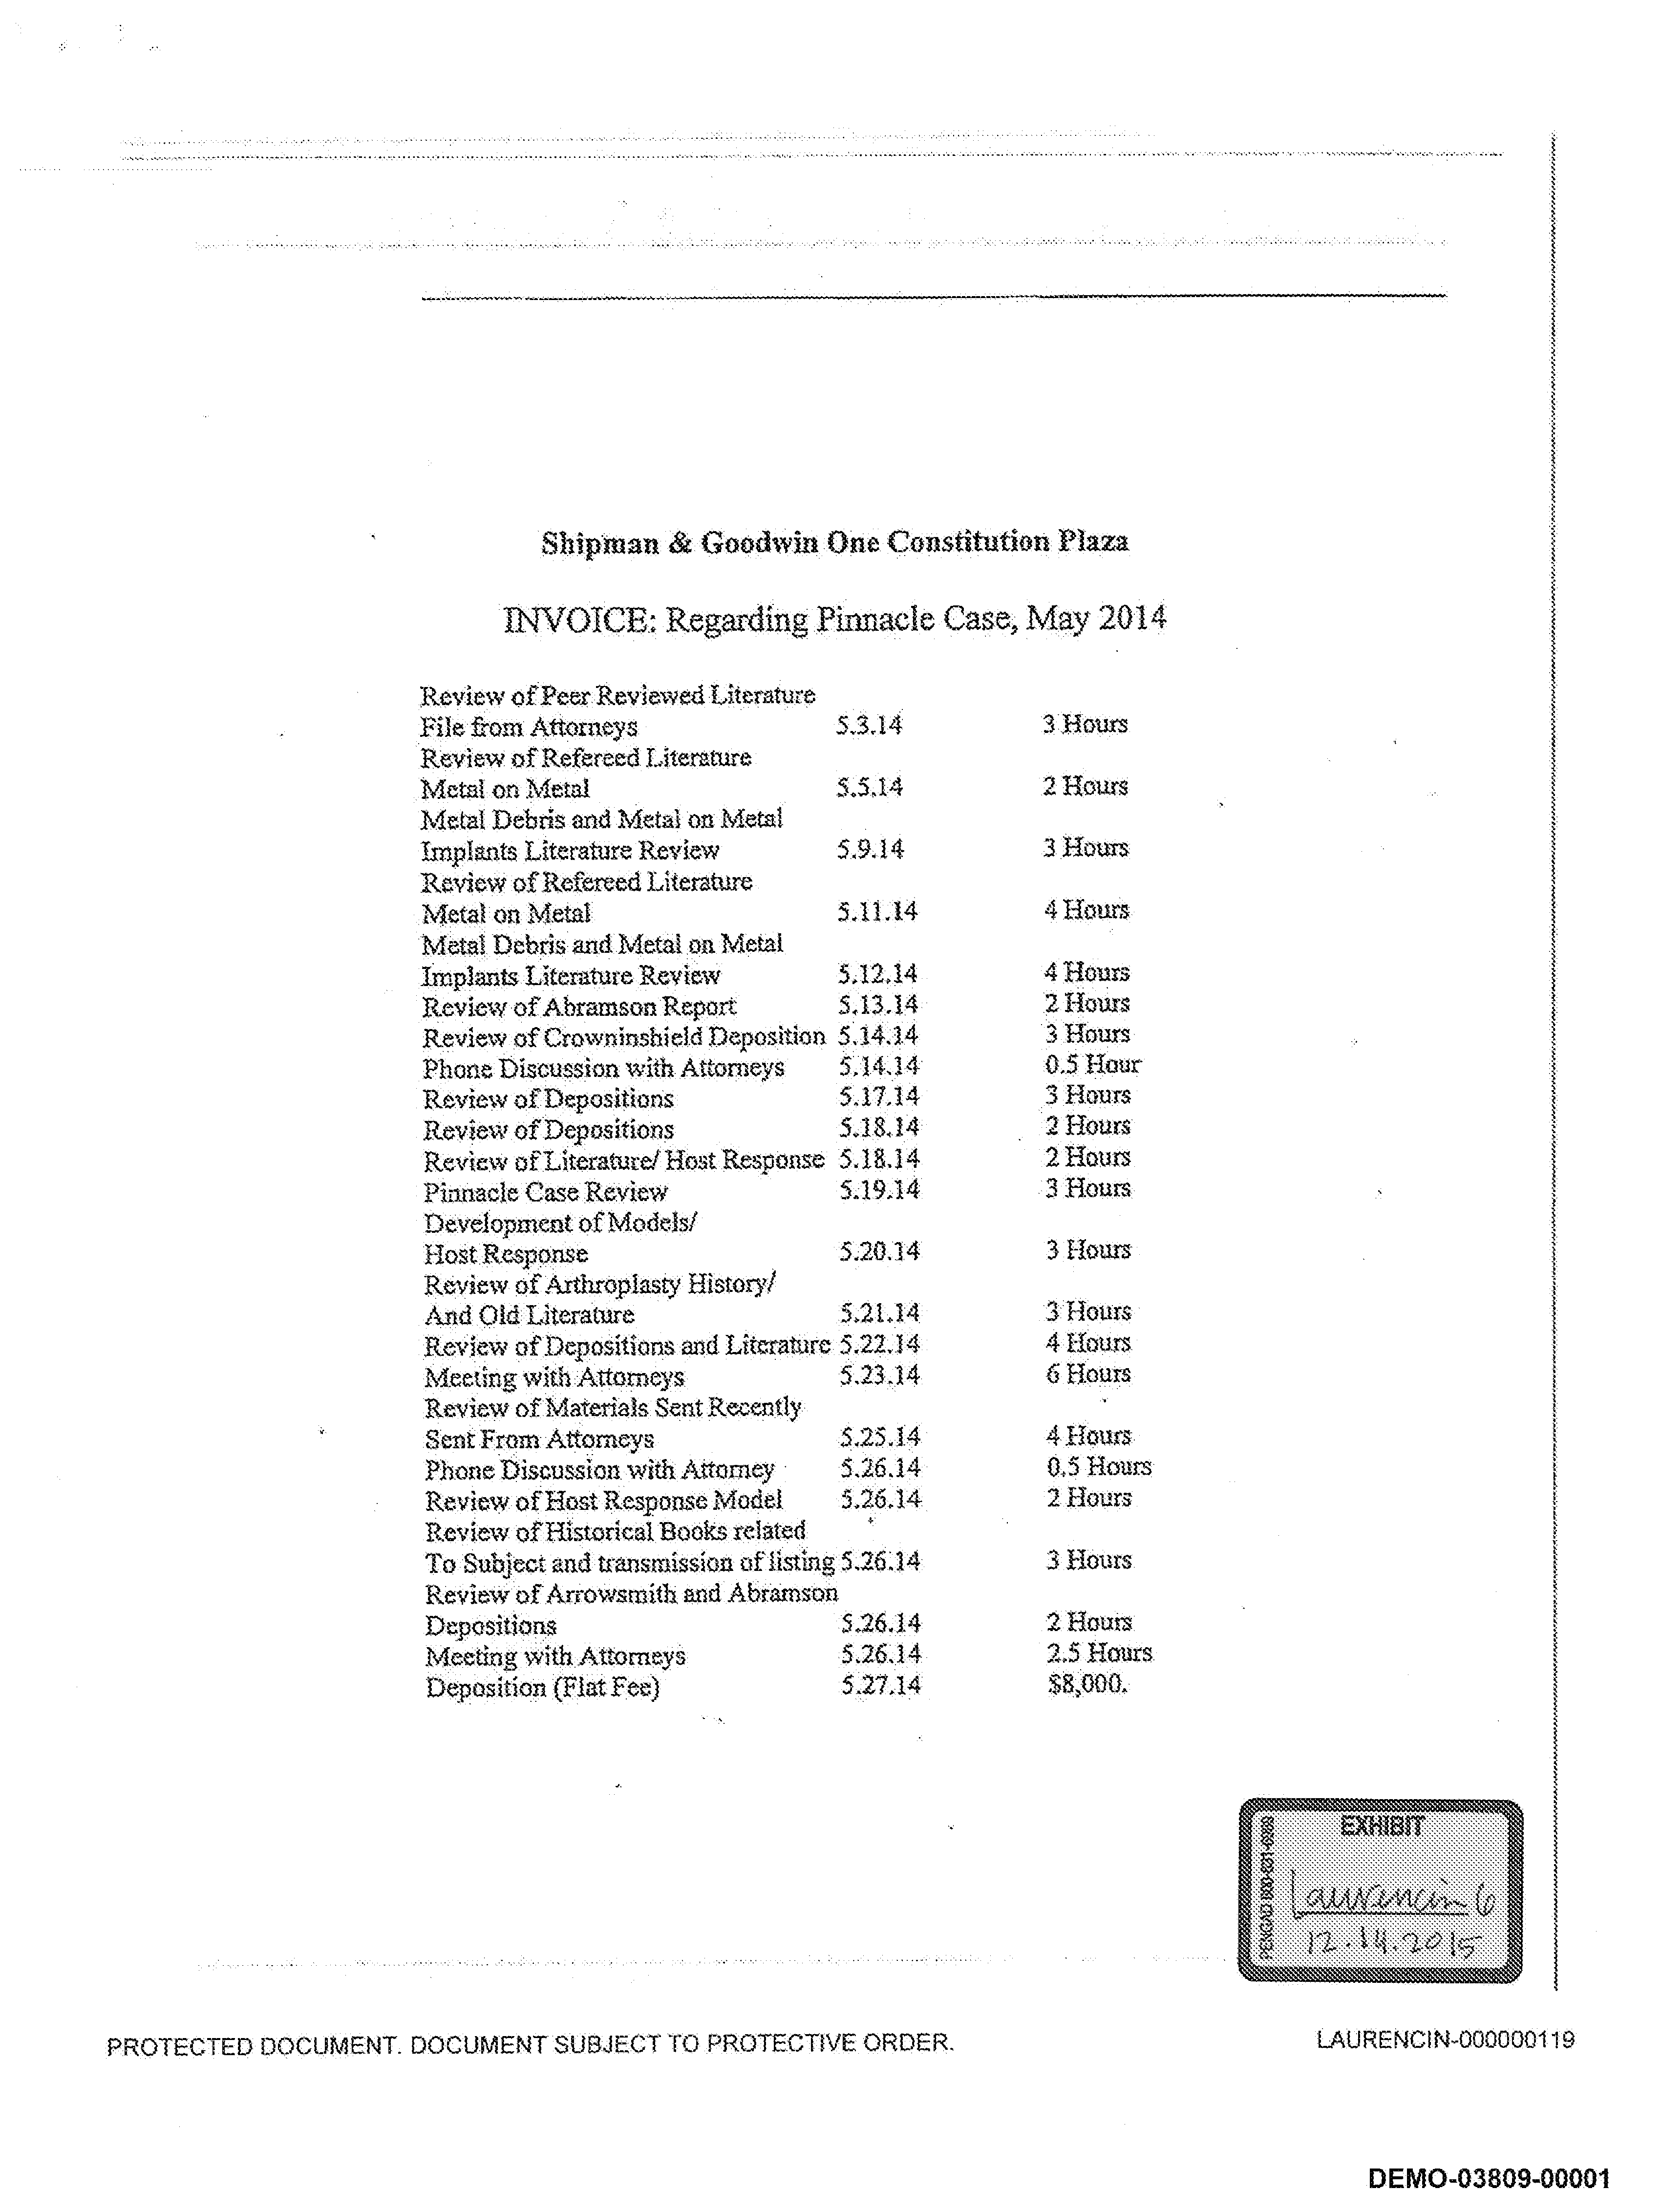 Shipman & Goodwin One Constitution Plaza
INVOICE: Regarding Pinnacle Case, May 2014
Review of Peer Reviewed Literature
File from Attorneys 5.3.14 3 Hours
Review of Refereed Literature
Metal on Metal 5.5.14 2 Hours
Metal Debris and Metal on Metal
Implants Literature Review 5.9.14 3 Hours
Review of Refereed Literature
Metal on Metal 5.11.14 4 Hours
Metal Debris and Metal on Metal
Implants Literature Review 5.12.14 4 Hours
Review of Abramson Report 5.13.14 2 Hours
Review of Crowninshield Deposition 5.14.14 3 Hours
Phone Discussion with Attorneys 5.14.14 0.5 Hour
Review of Depositions 5.17.14 3 Hours
Review of Depositions 5.18.14 2 Hours
Review of Literature/ Host Response 5.18.14 2 Hours
Pinnacle Case Review 5.19.14 3 Hours
Development of Models/
Host Response 5.20.14 3 Hours
Review of Arthroplasty History/
And Old Literature 5.21.14 3 Hours
Review of Depositions and Literature 5.22.14 4 Hours
Meeting with Attorneys 5.23.14 6 Hours
Review of Materials Sent Recently
Sent From Attorneys 5.25.14 4 Hours
Phone Discussion with Attorney 5.26.14 0.5 Hours
Review of Host Response Model 5.26.14 2 Hours
Review of Historical Books related
To Subject and transmission of listing 5.26.14 3 Hours
Review of Arrowsmith and Abramson
Depositions 5.26.14 2 Hours
Meeting with Attorneys 5.26.14 2.5 Hours
Deposition (Flat Fee) 5.27.14 $8,000.
EXHIBIT
Laurencin 6
12.14.2015
PENGAD 800-631-6989
PROTECTED DOCUMENT. DOCUMENT SUBJECT TO PROTECTIVE ORDER. LAURENCIN-000000119
DEMO-03809-00001